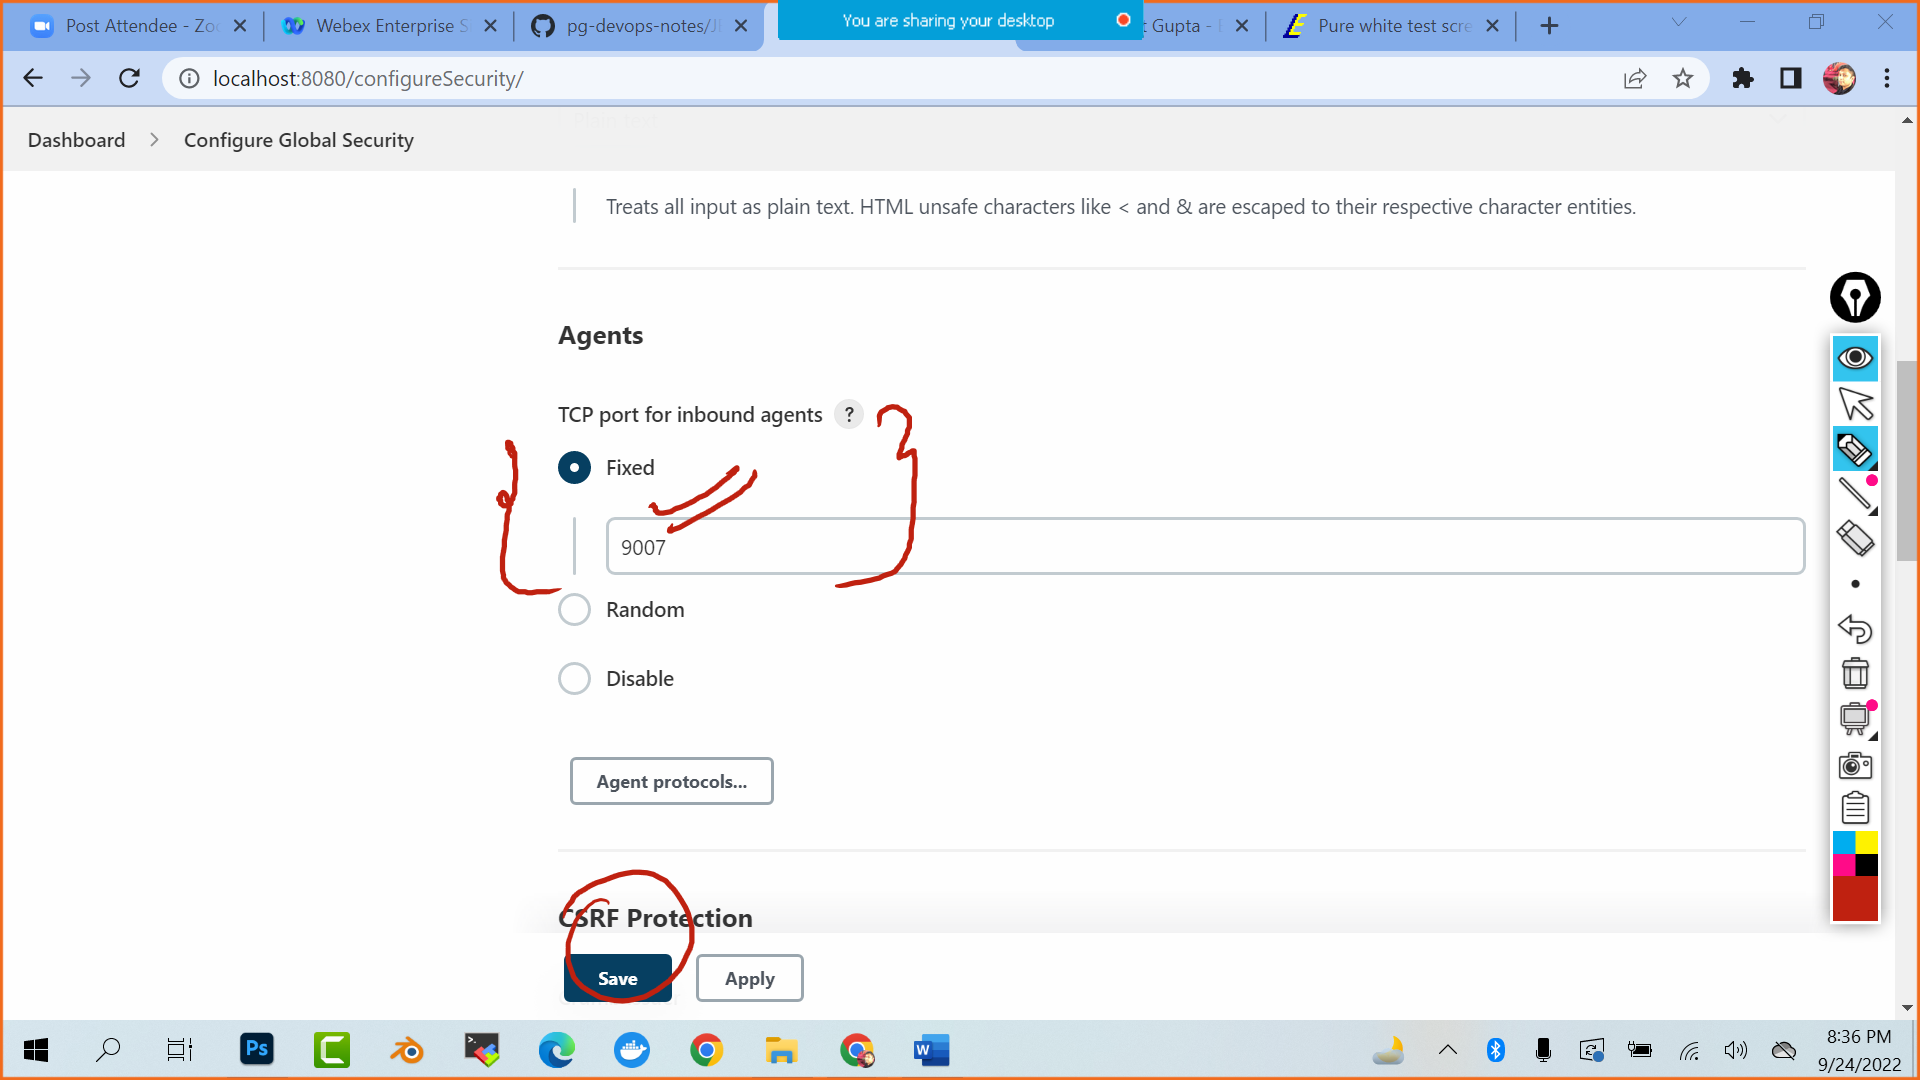 Post Attendee - Zoo
Webex Enterprise S
pg-devops-notes/JE
You are sharing your desktop
t Gupta -
Pure white test scre
localhost:8080/configureSecurity/
Dashboard
Configure Global Security
Treats all input as plain text. HTML unsafe characters like < and & are escaped to their respective character entities.
Agents
TCP port for inbound agents ?
Fixed
9007
Random
Disable
Agent protocols...
CSRF Protection
Save
Apply
Ps
8:36 PM
9/24/2022